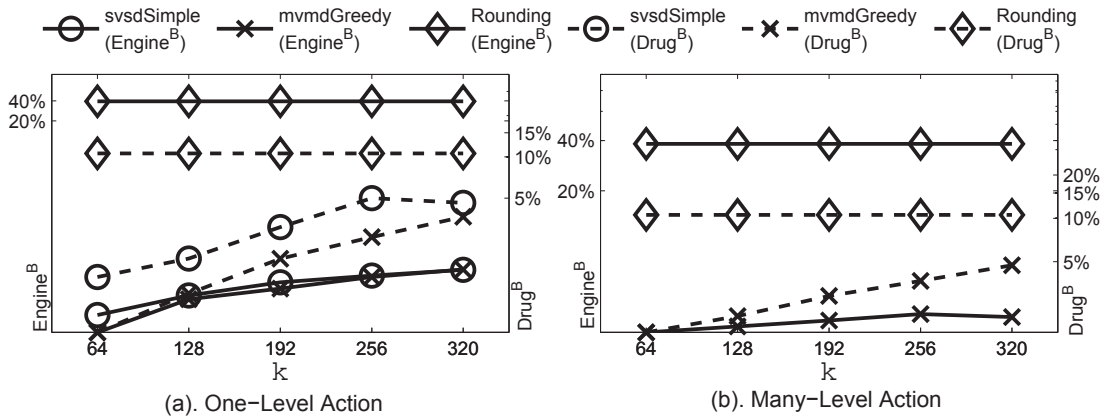 svsdSimple (Engine^B)
mvmdGreedy (Engine^B)
Rounding (Engine^B)
svsdSimple (Drug^B)
mvmdGreedy (Drug^B)
Rounding (Drug^B)
40%
20%
Engine^B
15%
10%
5%
Drug^B
64 128 192 256 320
k
(a). One−Level Action
40%
20%
Engine^B
20%
15%
10%
5%
Drug^B
64 128 192 256 320
k
(b). Many−Level Action